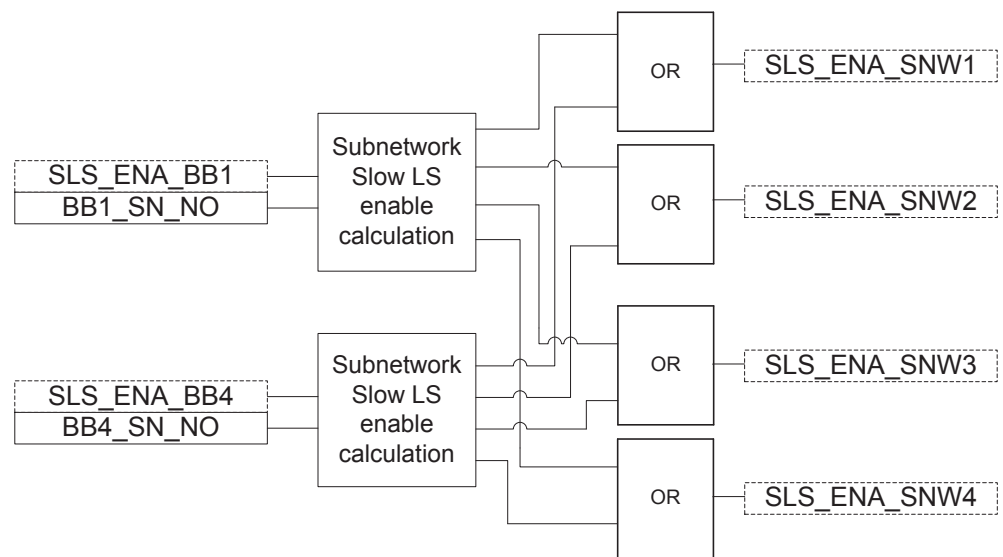 SLS_ENA_BB1
BB1_SN_NO
Subnetwork
Slow LS
enable
calculation
SLS_ENA_BB4
BB4_SN_NO
Subnetwork
Slow LS
enable
calculation
OR
SLS_ENA_SNW1
OR
SLS_ENA_SNW2
OR
SLS_ENA_SNW3
OR
SLS_ENA_SNW4